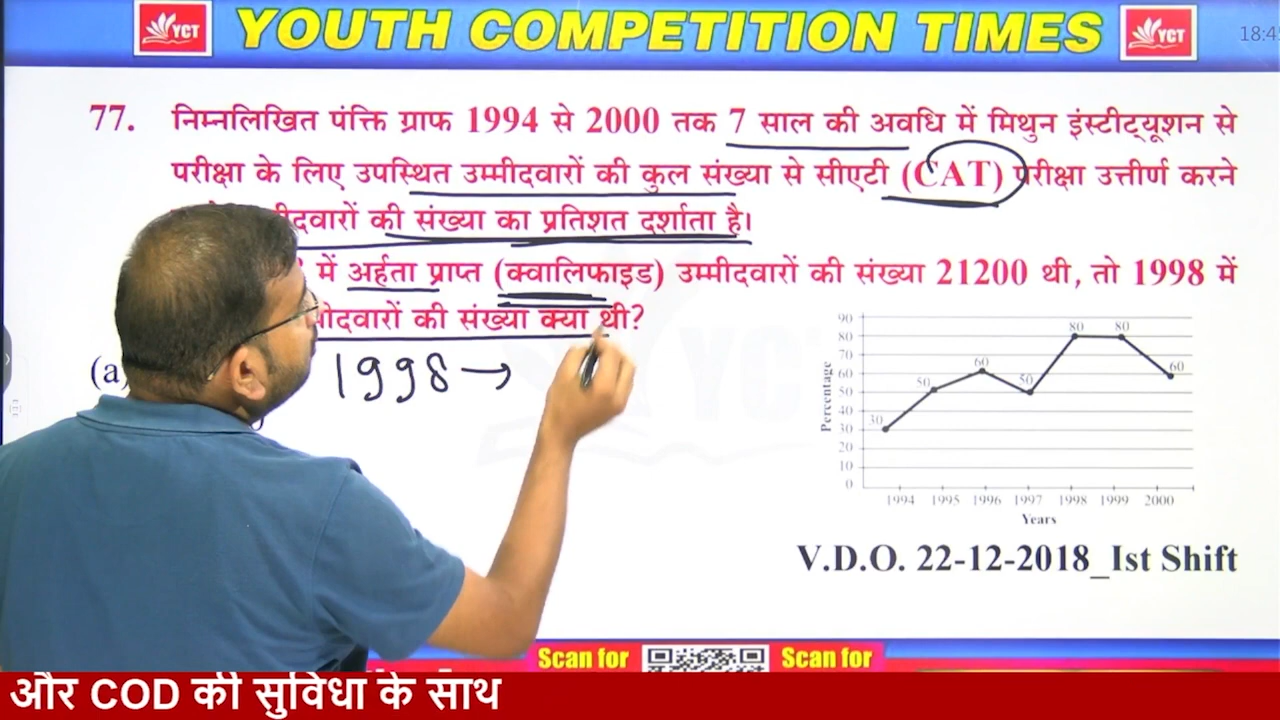 YCT
YOUTH COMPETITION TIMES
YCT
18:45
77. निम्नलिखित पंक्ति ग्राफ 1994 से 2000 तक 7 साल की अवधि में मिथुन इंस्टीट्यूशन से
परीक्षा के लिए उपस्थित उम्मीदवारों की कुल संख्या से सीएटी (CAT) परीक्षा उत्तीर्ण करने
की संख्या का प्रतिशत दर्शाता है।
में अर्हता प्राप्त (क्वालिफाइड) उम्मीदवारों की संख्या 21200 थी, तो 1998 में
की संख्या क्या थी?
(a)
1998→
90
80
70
60
50
40
30
20
10
0
Percentage
30
50
60
50
80
80
60
1994 1995 1996 1997 1998 1999 2000
Years
V.D.O. 22-12-2018_Ist Shift
YCT
Scan for
Scan for
और COD की सुविधा के साथ